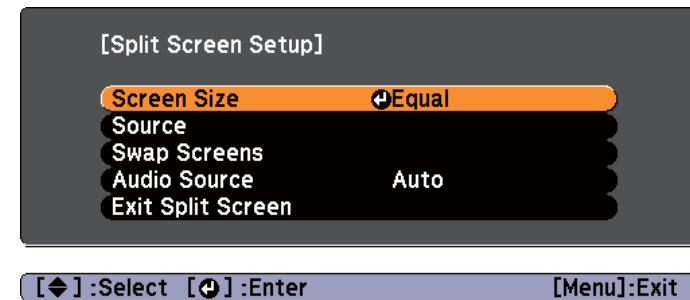 [Split Screen Setup]
Screen Size Equal
Source
Swap Screens
Audio Source Auto
Exit Split Screen
[ ] :Select [ ] :Enter [Menu]:Exit